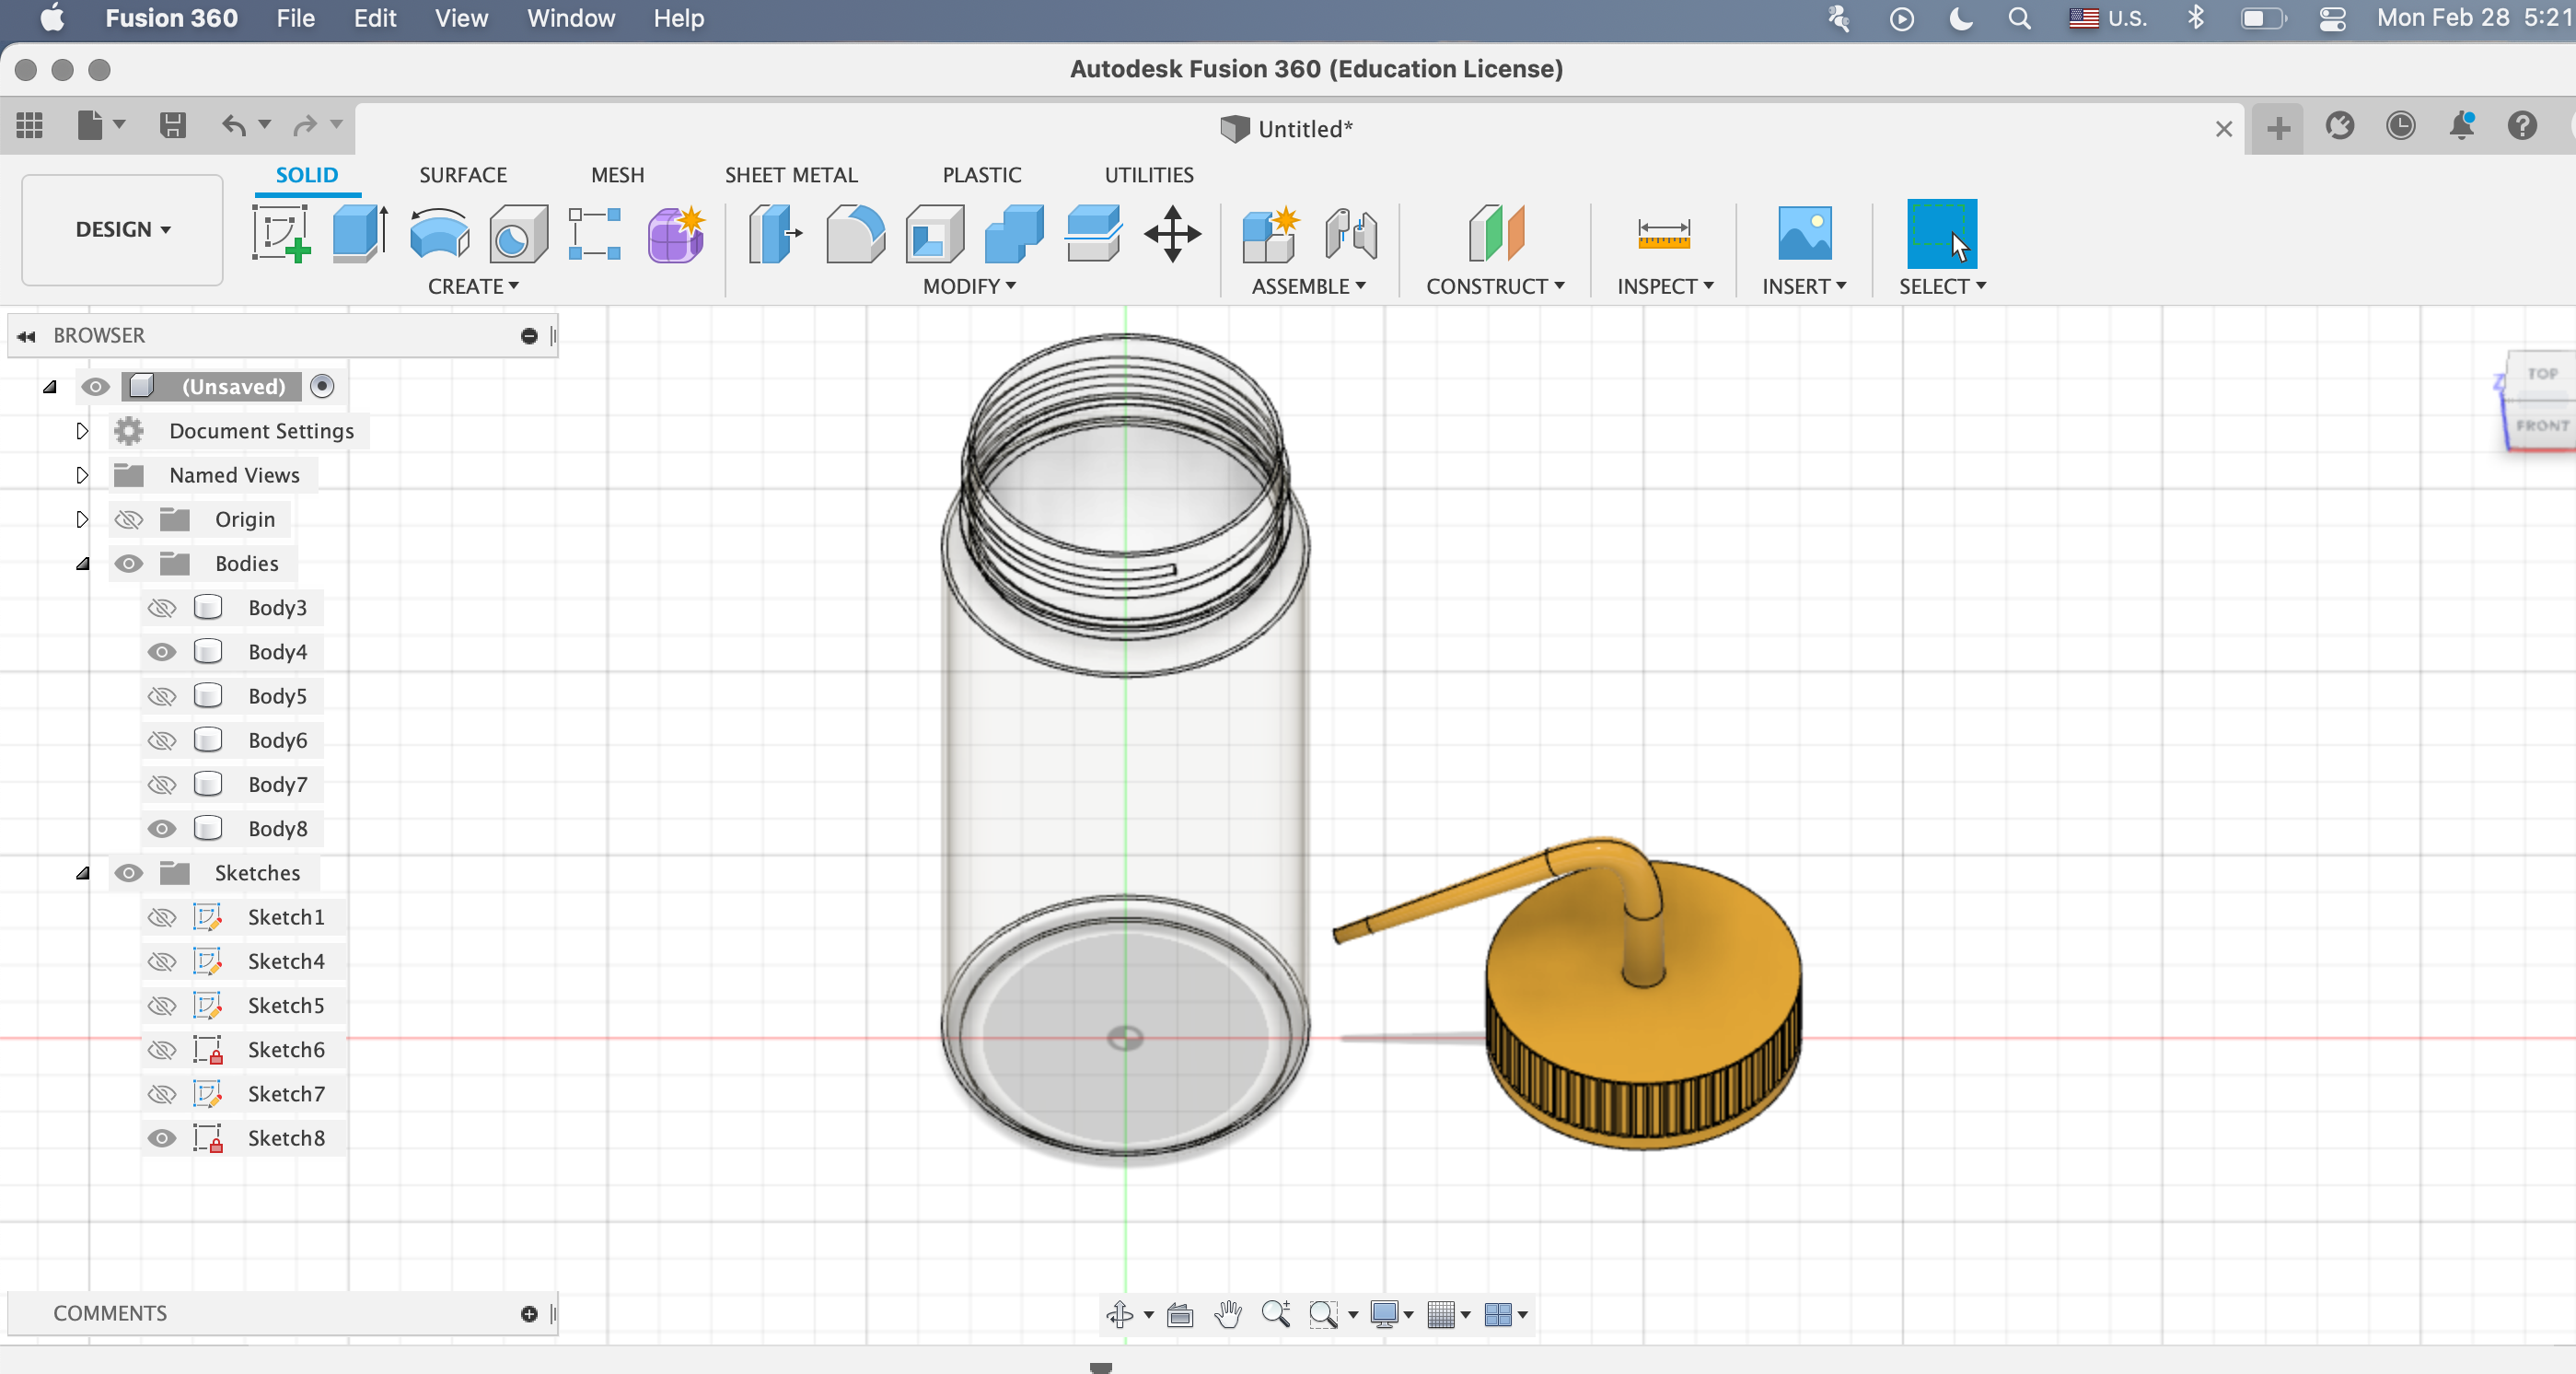 Fusion 360 File Edit View Window Help U.S. Mon Feb 28 5:21
Autodesk Fusion 360 (Education License)
Untitled*
SOLID SURFACE MESH SHEET METAL PLASTIC UTILITIES
DESIGN
CREATE MODIFY ASSEMBLE CONSTRUCT INSPECT INSERT SELECT
BROWSER
(Unsaved)
Document Settings
Named Views
Origin
Bodies
Body3
Body4
Body5
Body6
Body7
Body8
Sketches
Sketch1
Sketch4
Sketch5
Sketch6
Sketch7
Sketch8
Z
TOP
FRONT
COMMENTS